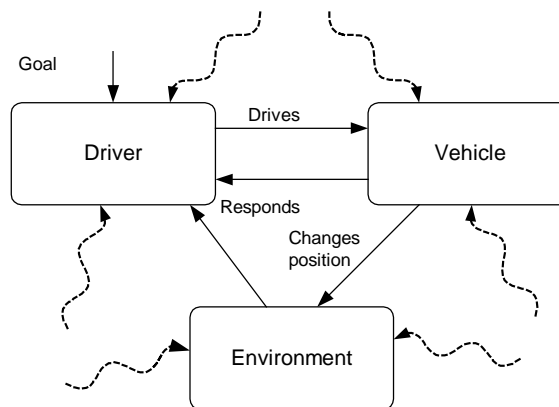 Goal
Drives
Driver
Vehicle
Responds
Changes
position
Environment